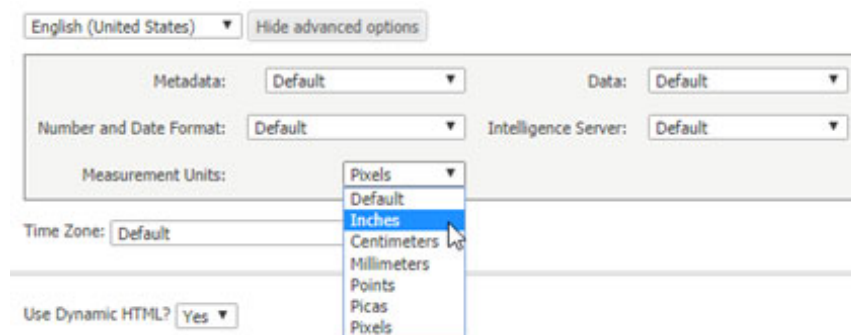 English (United States) Hide advanced options
Metadata: Default Data: Default
Number and Date Format: Default Intelligence Server: Default
Measurement Units: Pixels
Default
Inches
Time Zone: Default Centimeters
Millimeters
Points
Picas
Use Dynamic HTML? Yes Pixels